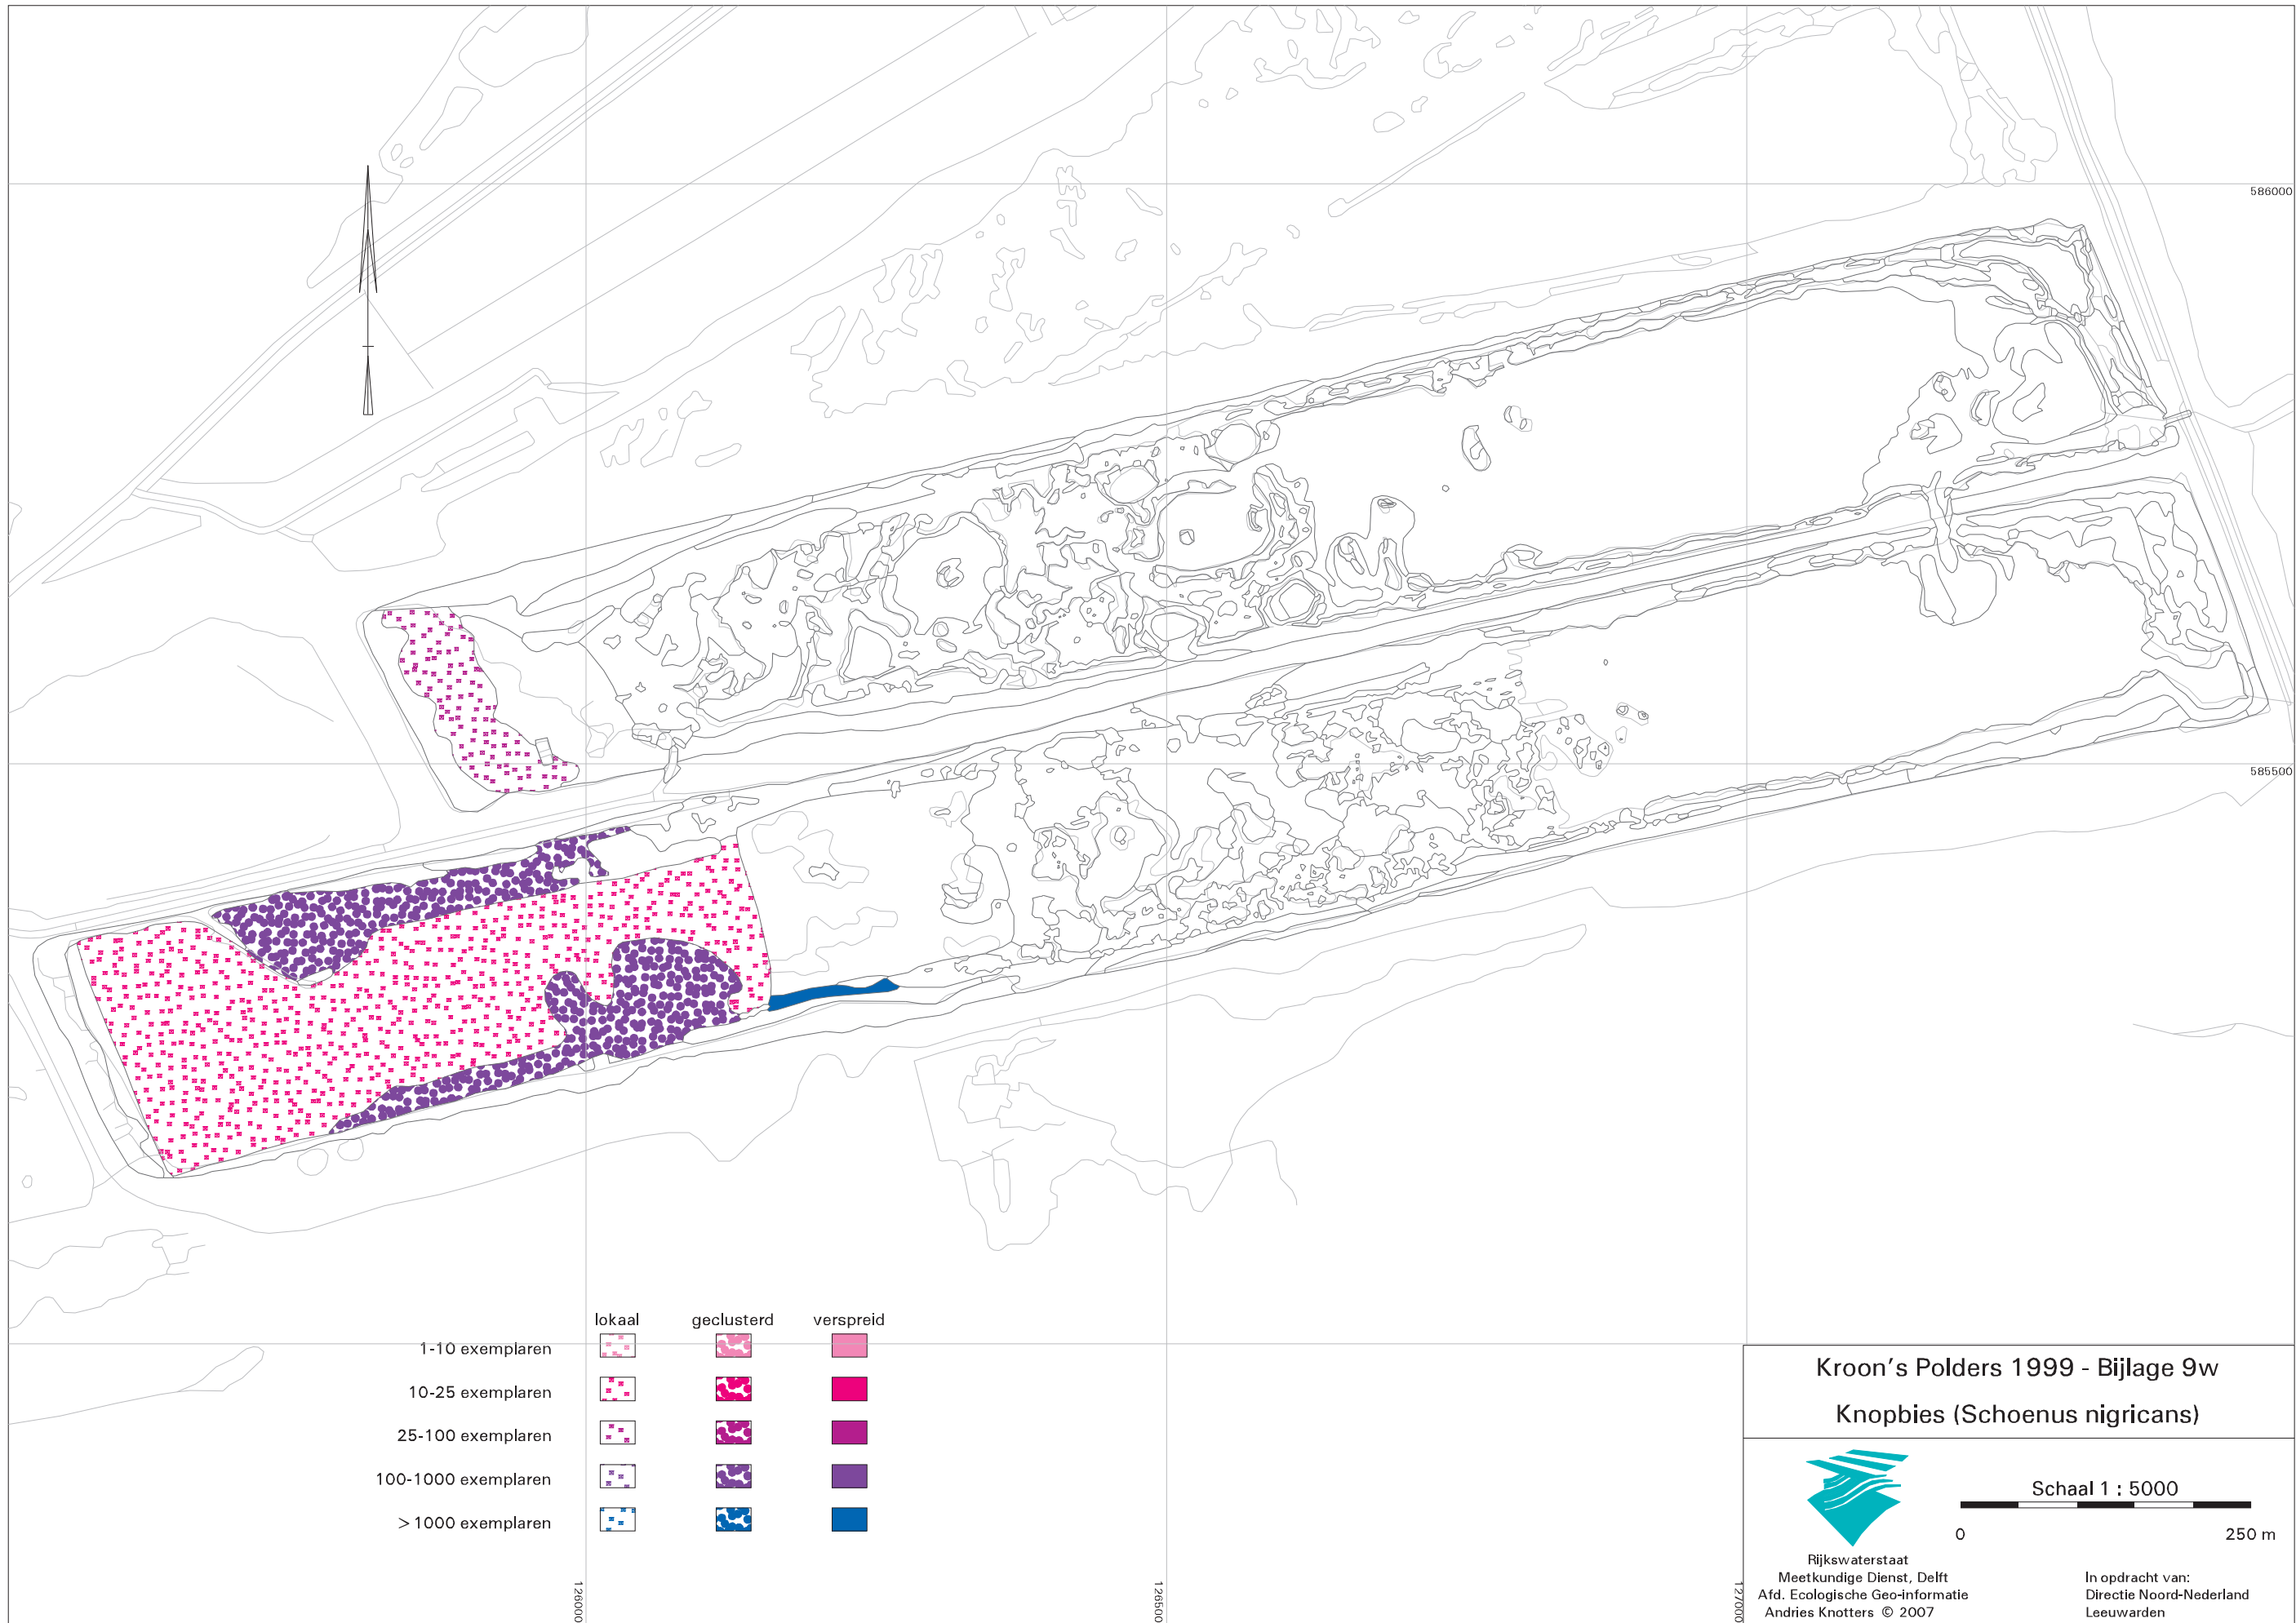 586000
585500
lokaal geclusterd verspreid
1-10 exemplaren
10-25 exemplaren
25-100 exemplaren
100-1000 exemplaren
>1000 exemplaren
126000
126500
127000
Kroon's Polders 1999 - Bijlage 9w
Knopbies (Schoenus nigricans)
Schaal 1 : 5000
0 250 m
Rijkswaterstaat
Meetkundige Dienst, Delft
Afd. Ecologische Geo-informatie
Andries Knotters © 2007
In opdracht van:
Directie Noord-Nederland
Leeuwarden